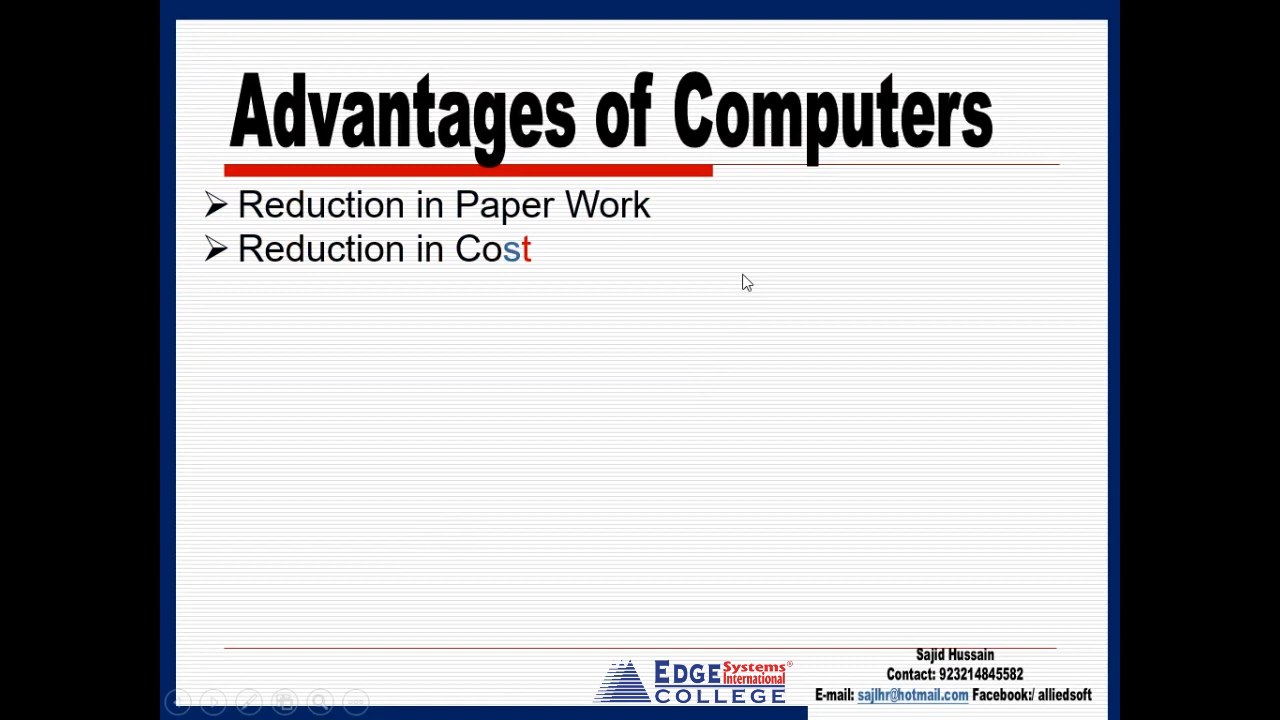 Advantages of Computers
Reduction in Paper Work
Reduction in Cost
Sajid Hussain
Contact: 923214845582
E-mail: sajlhr@hotmail.com Facebook:/ alliedsoft
EDGE Systems®
International
COLLEGE